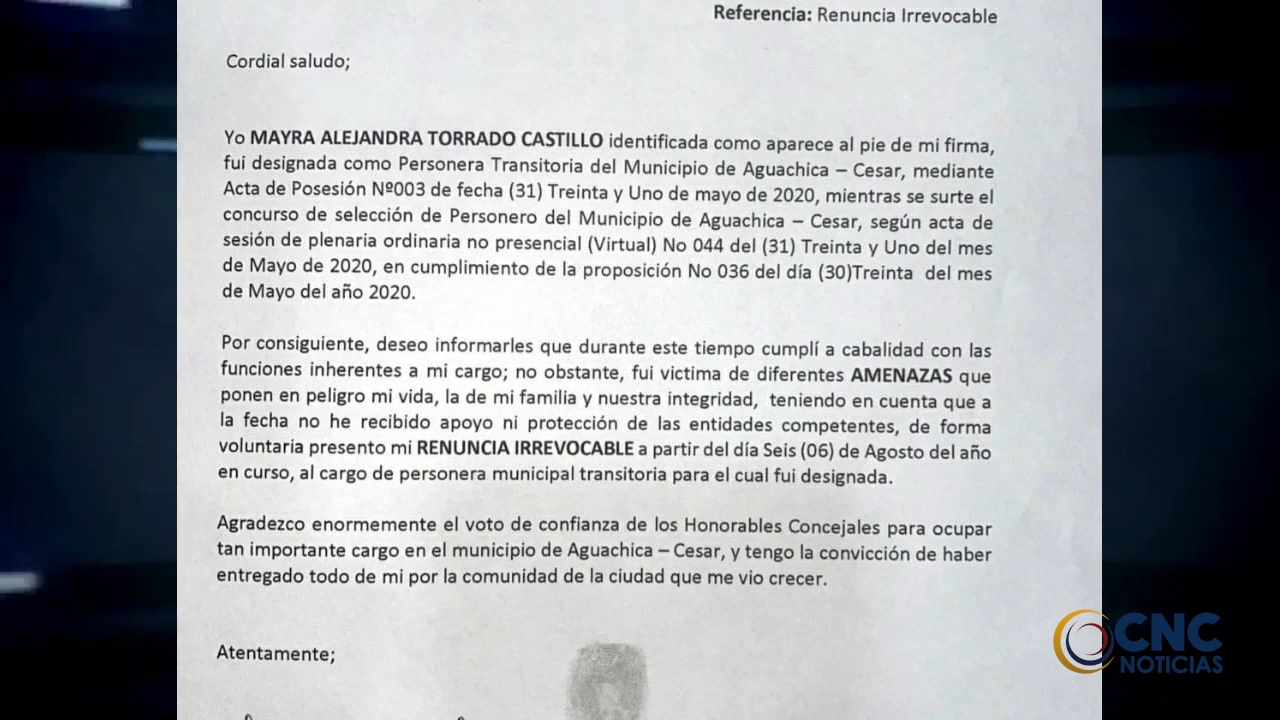 Referencia: Renuncia Irrevocable
Cordial saludo;
Yo MAYRA ALEJANDRA TORRADO CASTILLO identificada como aparece al pie de mi firma,
fui designada como Personera Transitoria del Municipio de Aguachica – Cesar, mediante
Acta de Posesión Nº003 de fecha (31) Treinta y Uno de mayo de 2020, mientras se surte el
concurso de selección de Personero del Municipio de Aguachica – Cesar, según acta de
sesión de plenaria ordinaria no presencial (Virtual) No 044 del (31) Treinta y Uno del mes
de Mayo de 2020, en cumplimiento de la proposición No 036 del día (30)Treinta del mes
de Mayo del año 2020.
Por consiguiente, deseo informarles que durante este tiempo cumplí a cabalidad con las
funciones inherentes a mi cargo; no obstante, fui victima de diferentes AMENAZAS que
ponen en peligro mi vida, la de mi familia y nuestra integridad, teniendo en cuenta que a
la fecha no he recibido apoyo ni protección de las entidades competentes, de forma
voluntaria presento mi RENUNCIA IRREVOCABLE a partir del día Seis (06) de Agosto del año
en curso, al cargo de personera municipal transitoria para el cual fui designada.
Agradezco enormemente el voto de confianza de los Honorables Concejales para ocupar
tan importante cargo en el municipio de Aguachica – Cesar, y tengo la convicción de haber
entregado todo de mi por la comunidad de la ciudad que me vio crecer.
Atentamente;
CNC
NOTICIAS